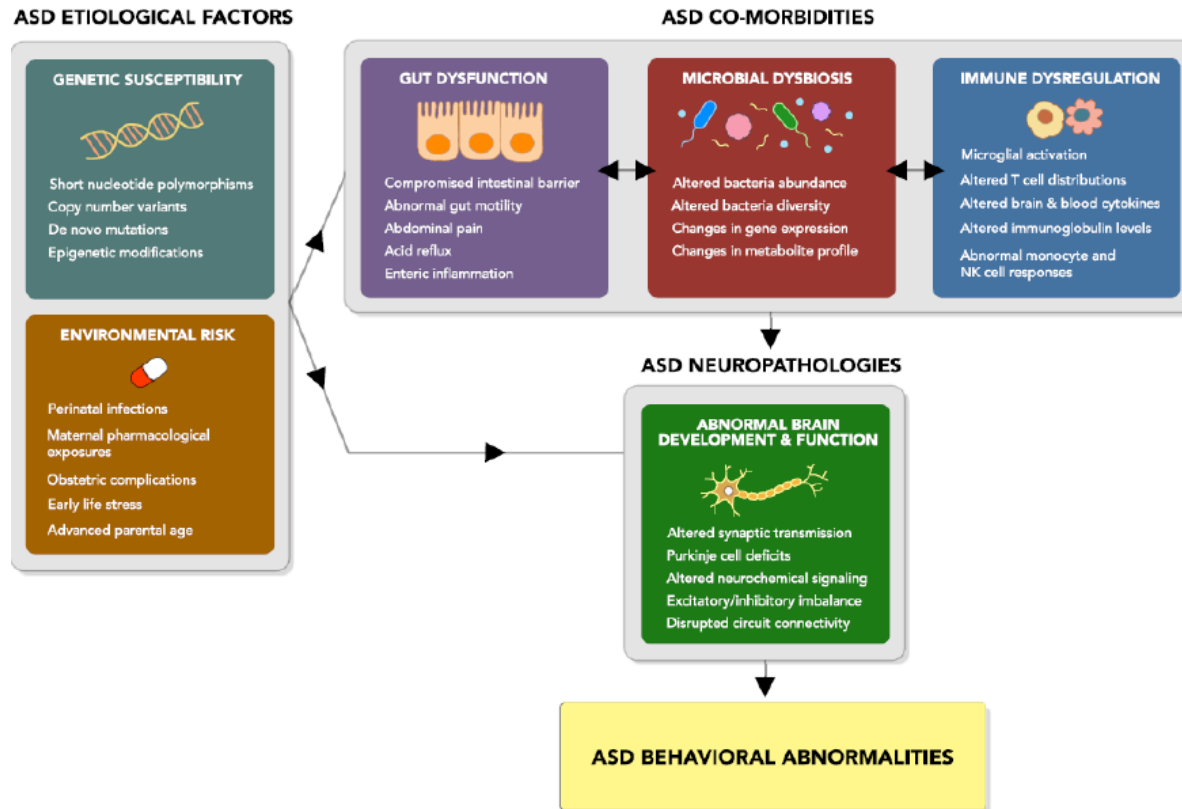 ASD ETIOLOGICAL FACTORS
GENETIC SUSCEPTIBILITY
Short nucleotide polymorphisms
Copy number variants
De novo mutations
Epigenetic modifications
ENVIRONMENTAL RISK
Perinatal infections
Maternal pharmacological
exposures
Obstetric complications
Early life stress
Advanced parental age
ASD CO-MORBIDITIES
GUT DYSFUNCTION
Compromised intestinal barrier
Abnormal gut motility
Abdominal pain
Acid reflux
Enteric inflammation
MICROBIAL DYSBIOSIS
Altered bacteria abundance
Altered bacteria diversity
Changes in gene expression
Changes in metabolite profile
IMMUNE DYSREGULATION
Microglial activation
Altered T cell distributions
Altered brain & blood cytokines
Altered immunoglobulin levels
Abnormal monocyte and
NK cell responses
ASD NEUROPATHOLOGIES
ABNORMAL BRAIN
DEVELOPMENT & FUNCTION
Altered synaptic transmission
Purkinje cell deficits
Altered neurochemical signaling
Excitatory/inhibitory imbalance
Disrupted circuit connectivity
ASD BEHAVIORAL ABNORMALITIES